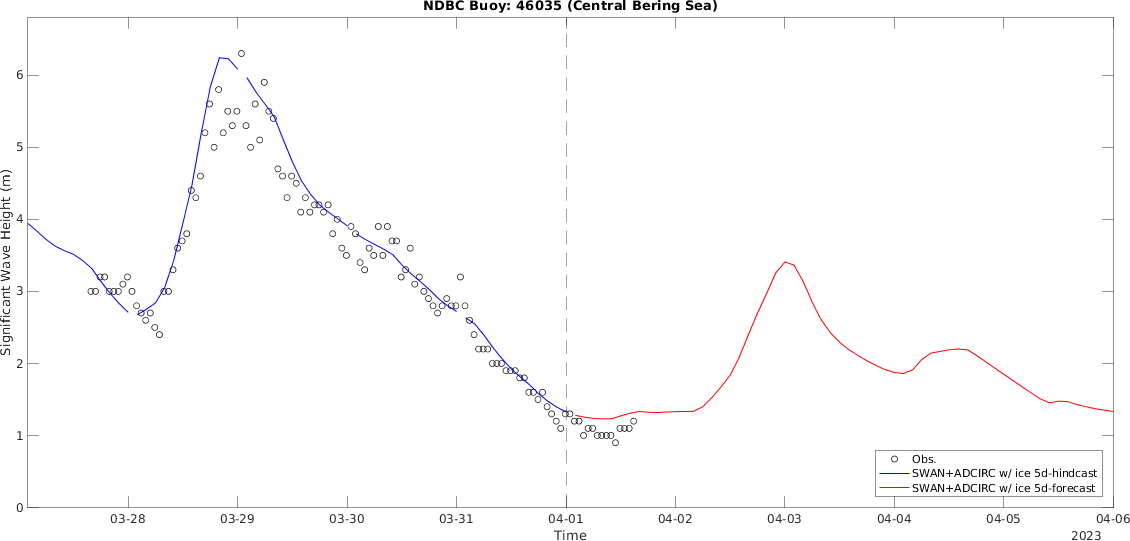 NDBC Buoy: 46035 (Central Bering Sea)
Significant Wave Height (m)
6
5
4
3
2
1
0
Obs.
SWAN+ADCIRC w/ ice 5d-hindcast
SWAN+ADCIRC w/ ice 5d-forecast
03-28 03-29 03-30 03-31 04-01 04-02 04-03 04-04 04-05 04-06
Time
2023